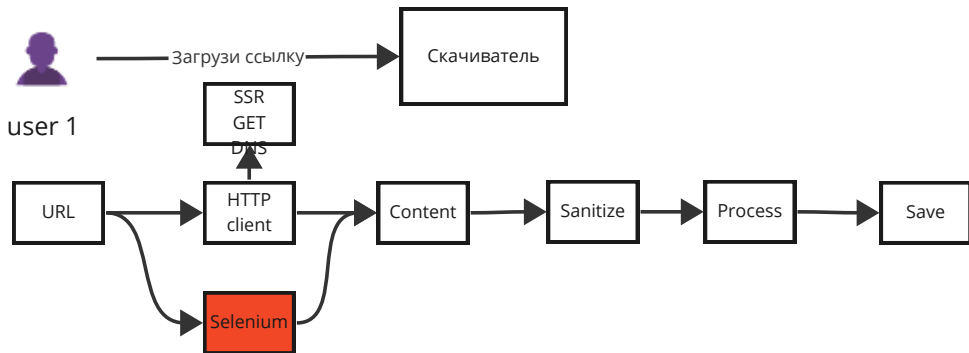 Загрузи ссылку
Скачиватель
user 1
SSR
GET
DNS
URL
HTTP
client
Content
Sanitize
Process
Save
Selenium